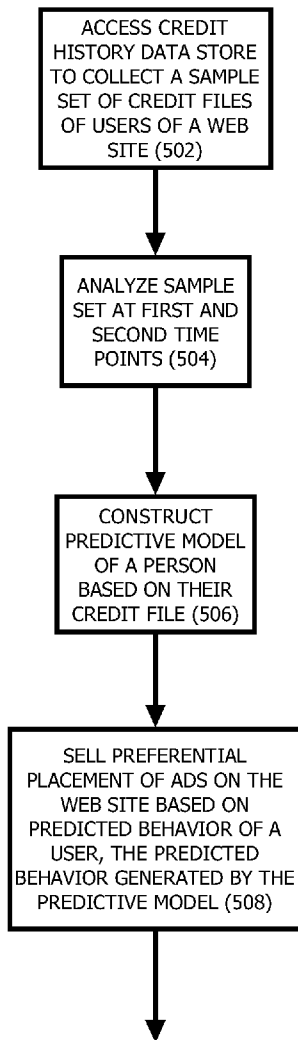 ACCESS CREDIT
HISTORY DATA STORE
TO COLLECT A SAMPLE
SET OF CREDIT FILES
OF USERS OF A WEB
SITE (502)
ANALYZE SAMPLE
SET AT FIRST AND
SECOND TIME
POINTS (504)
CONSTRUCT
PREDICTIVE MODEL
OF A PERSON
BASED ON THEIR
CREDIT FILE (506)
SELL PREFERENTIAL
PLACEMENT OF ADS ON THE
WEB SITE BASED ON
PREDICTED BEHAVIOR OF A
USER, THE PREDICTED
BEHAVIOR GENERATED BY THE
PREDICTIVE MODEL (508)